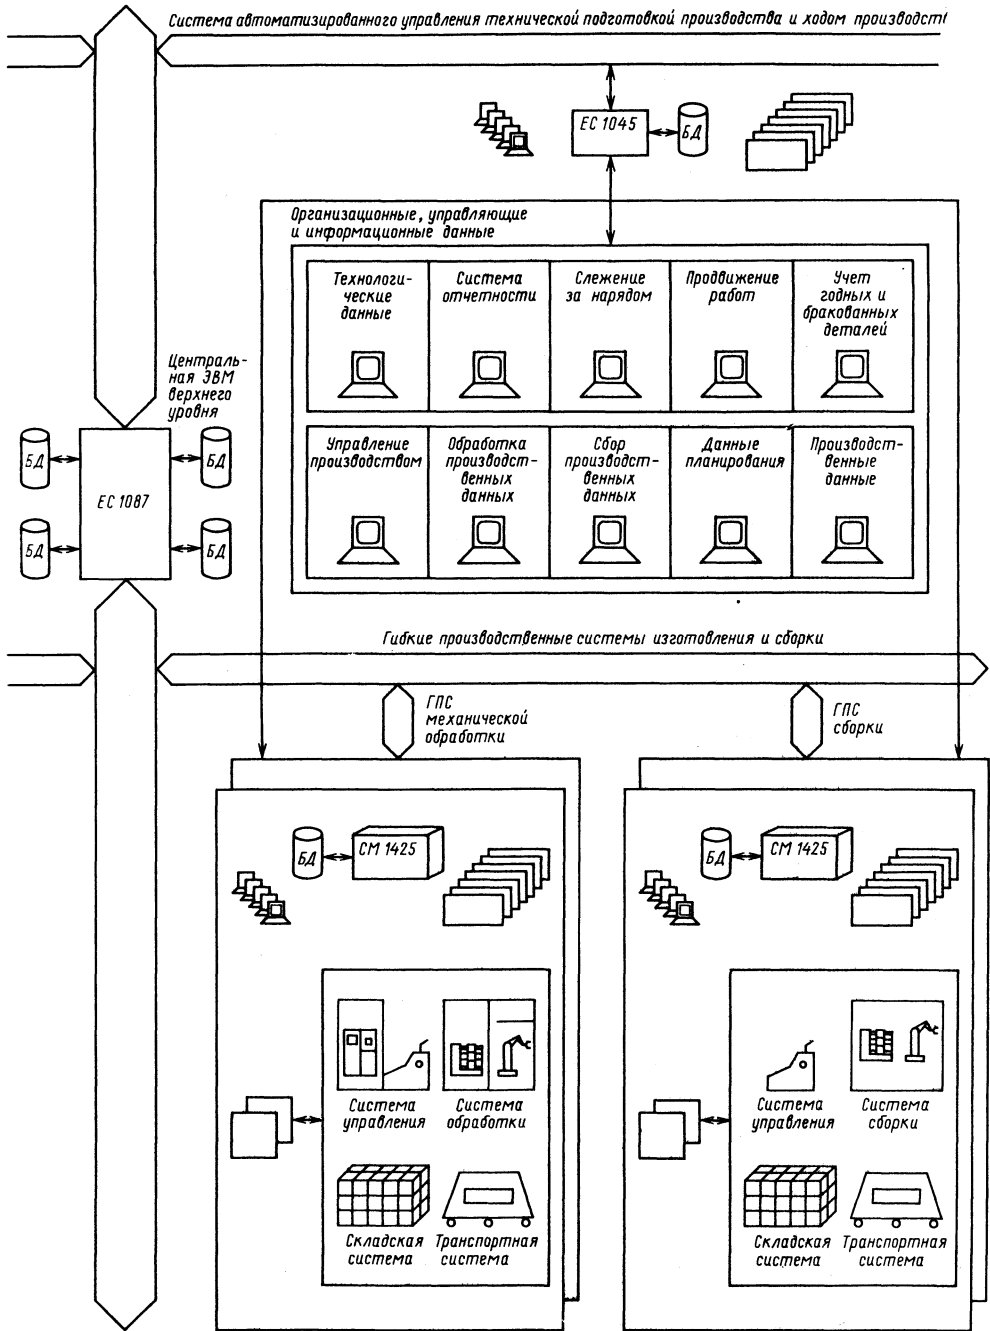 Система автоматизированного управления технической подготовкой производства и ходом производст
ЕС 1045
БД
Организационные, управляющие
и информационные данные
Технологи-
ческие
данные
Система
отчетности
Слежение
за нарядом
Продвижение
работ
Учет
годных и
бракованных
деталей
Централь-
ная ЭВМ
верхнего
уровня
Управление
производством
Обработка
производст-
венных
данных
Сбор
производст-
венных
данных
Данные
планирования
Производст-
венные
данные
БД
БД
ЕС 1087
БД
БД
Гибкие производственные системы изготовления и сборки
ГПС
механической
обработки
ГПС
сборки
БД
СМ 1425
БД
СМ 1425
Система
управления
Система
обработки
Складская
система
Транспортная
система
Система
управления
Система
сборки
Складская
система
Транспортная
система